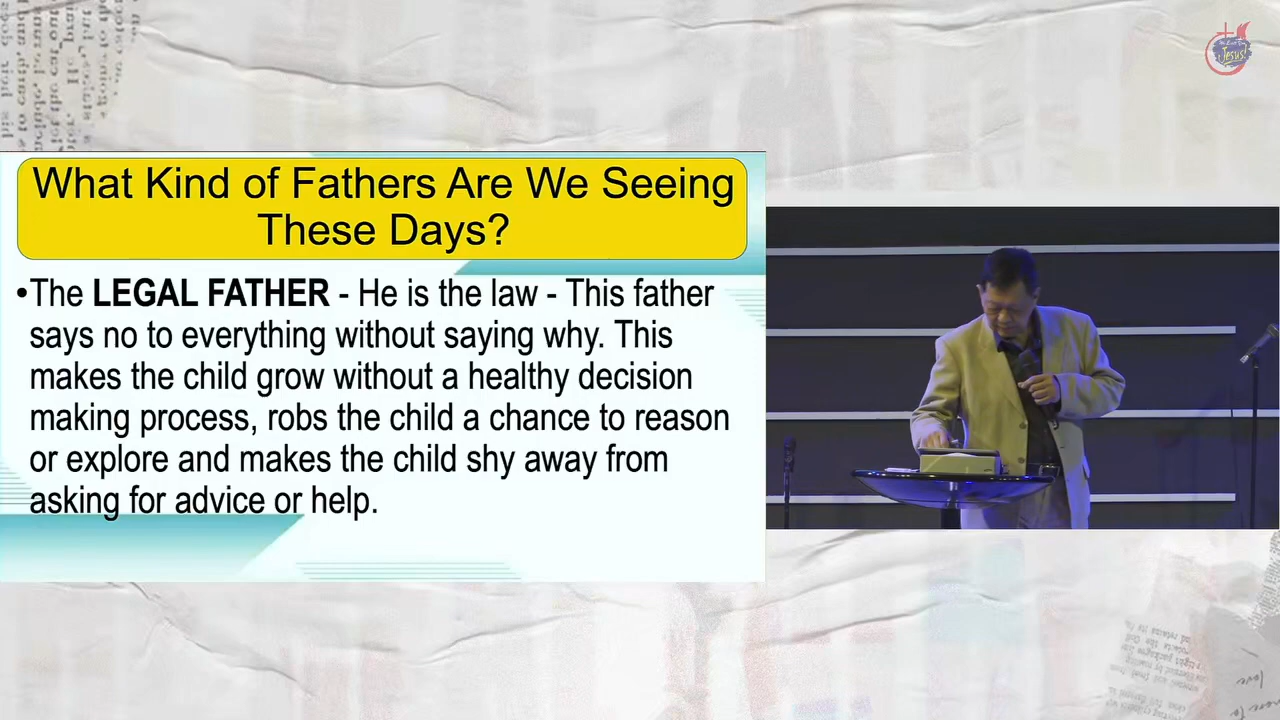 What Kind of Fathers Are We Seeing
These Days?
•The LEGAL FATHER - He is the law - This father
says no to everything without saying why. This
makes the child grow without a healthy decision
making process, robs the child a chance to reason
or explore and makes the child shy away from
asking for advice or help.
Jesus!